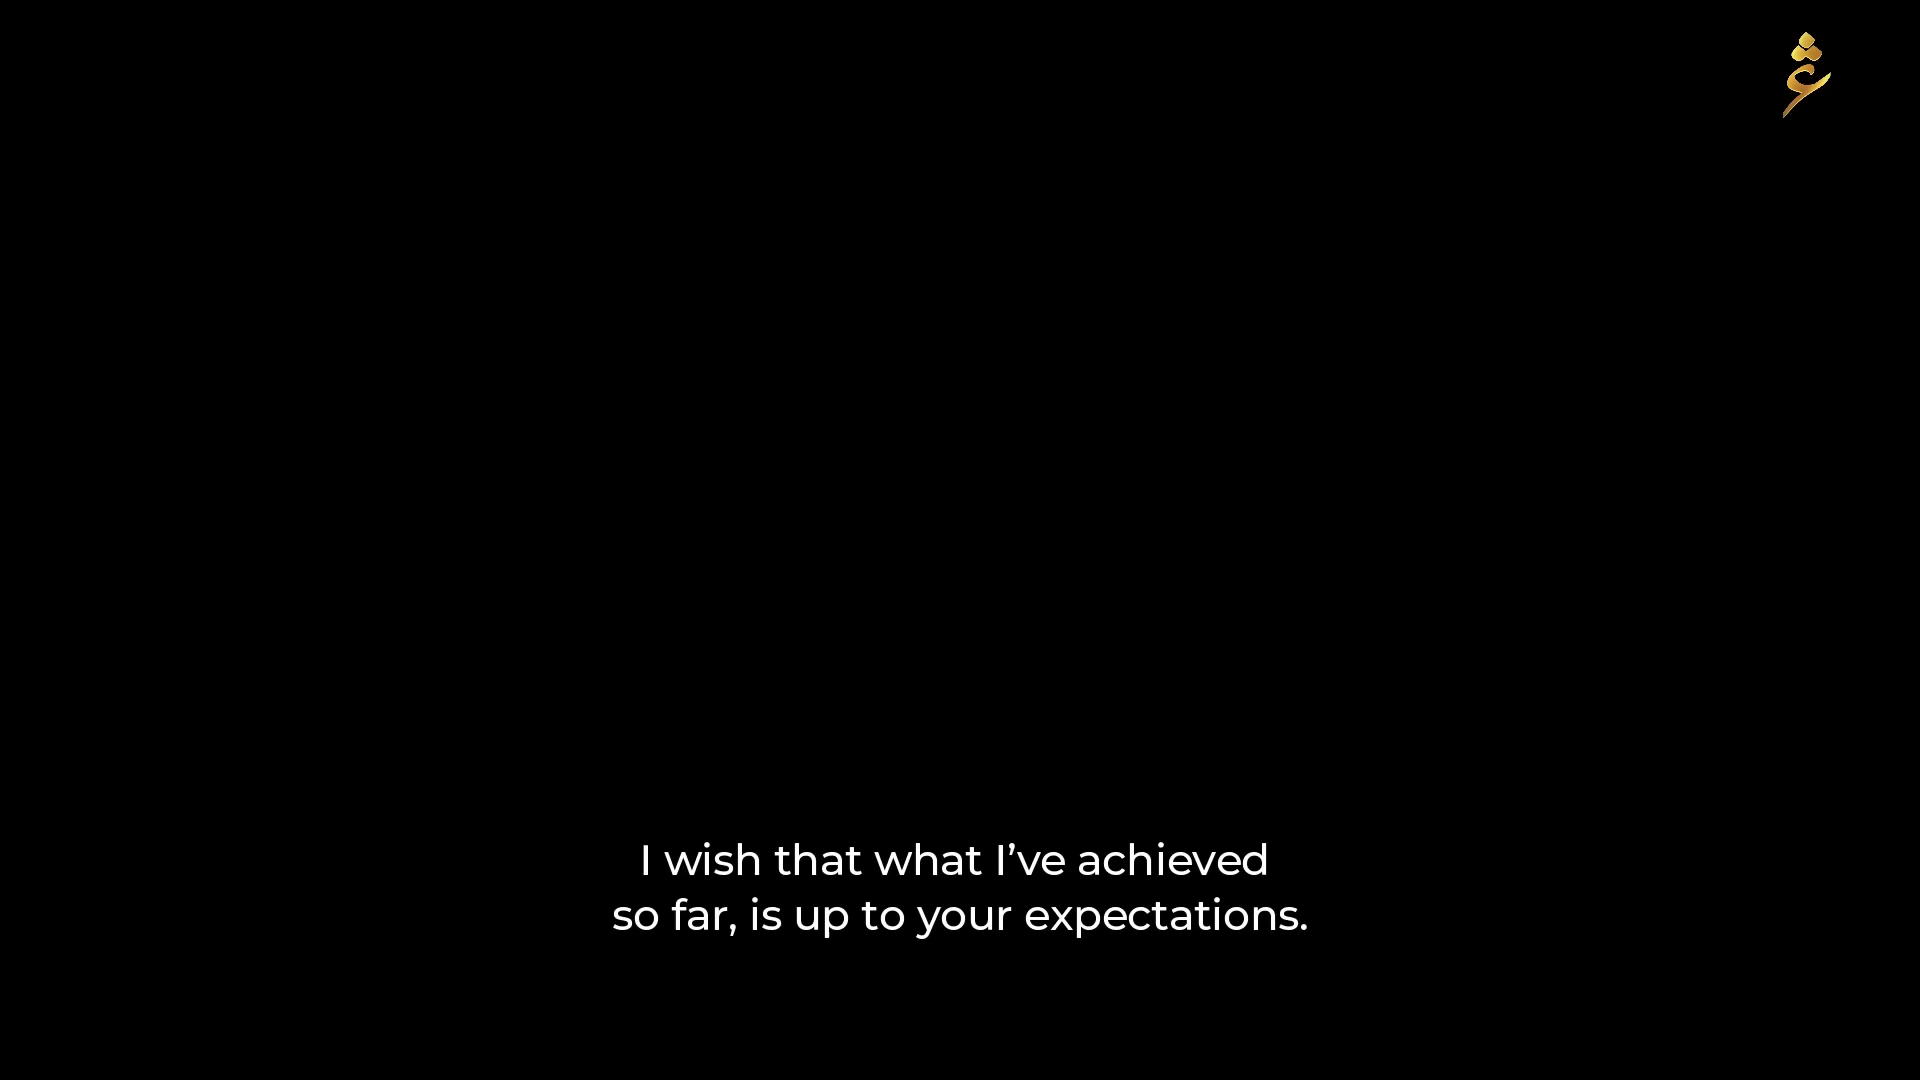 I wish that what I’ve achieved
so far, is up to your expectations.